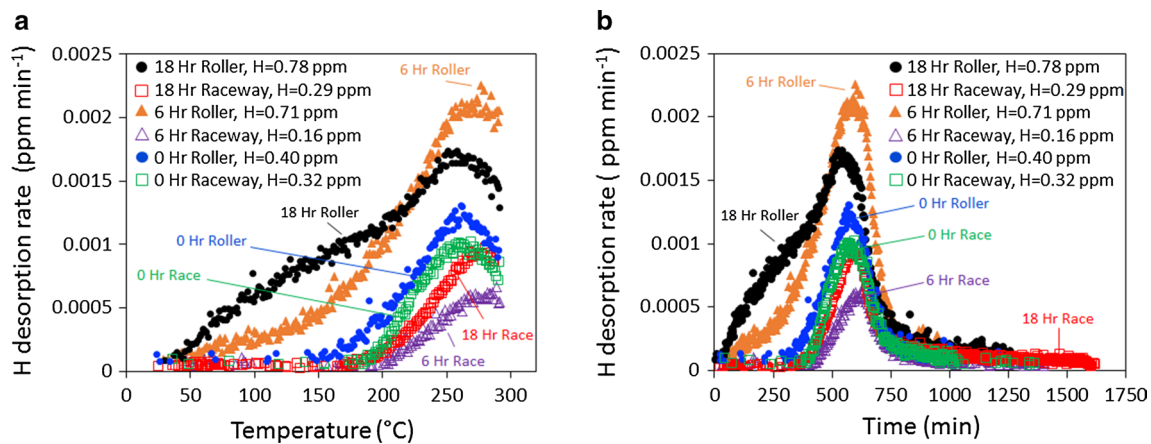 a
H desorption rate (ppm min-1)
0.0025
0.002
0.0015
0.001
0.0005
0
18 Hr Roller, H=0.78 ppm
18 Hr Raceway, H=0.29 ppm
6 Hr Roller, H=0.71 ppm
6 Hr Raceway, H=0.16 ppm
0 Hr Roller, H=0.40 ppm
0 Hr Raceway, H=0.32 ppm
6 Hr Roller
18 Hr Roller
0 Hr Roller
0 Hr Race
18 Hr Race
6 Hr Race
0 50 100 150 200 250 300
Temperature (°C)
b
H desorption rate (ppm min-1)
0.0025
0.002
0.0015
0.001
0.0005
0
18 Hr Roller, H=0.78 ppm
18 Hr Raceway, H=0.29 ppm
6 Hr Roller, H=0.71 ppm
6 Hr Raceway, H=0.16 ppm
0 Hr Roller, H=0.40 ppm
0 Hr Raceway, H=0.32 ppm
6 Hr Roller
18 Hr Roller
0 Hr Roller
0 Hr Race
6 Hr Race
18 Hr Race
0 250 500 750 1000 1250 1500 1750
Time (min)